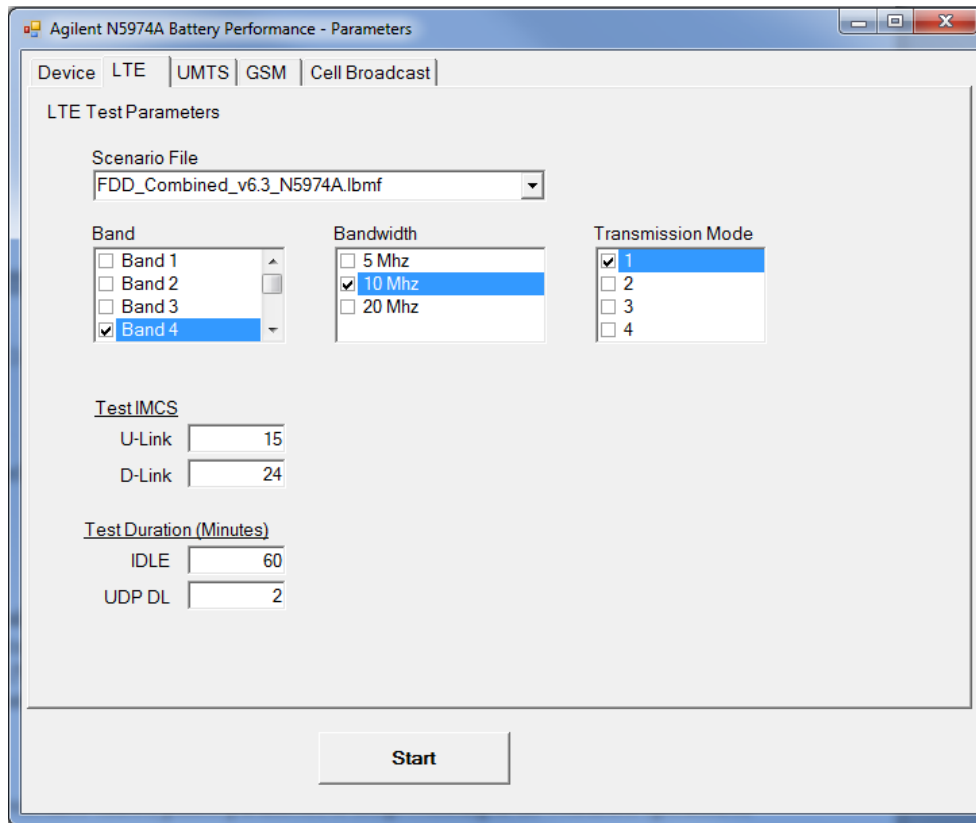 Agilent N5974A Battery Performance - Parameters
Device LTE UMTS GSM Cell Broadcast
LTE Test Parameters
Scenario File
FDD_Combined_v6.3_N5974A.lbmf
Band Bandwidth Transmission Mode
Band 1 5 Mhz 1
Band 2 10 Mhz 2
Band 3 20 Mhz 3
Band 4 4
Test IMCS
U-Link 15
D-Link 24
Test Duration (Minutes)
IDLE 60
UDP DL 2
Start